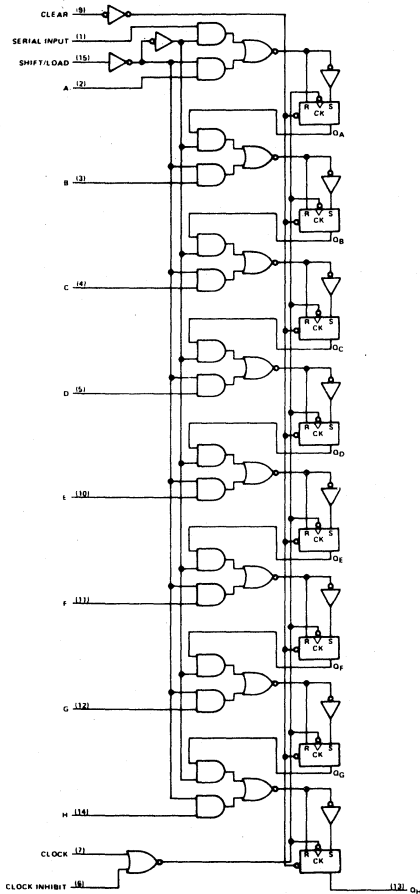 CLEAR (9)
SERIAL INPUT (1)
SHIFT/LOAD (15)
A (2)
R CK S
QA
B (3)
R CK S
QB
C (4)
R CK S
QC
D (5)
R CK S
QD
E (10)
R CK S
QE
F (11)
R CK S
QF
G (12)
R CK S
QG
H (14)
CLOCK (7)
R CK S
CLOCK INHIBIT (6)
(13) QH